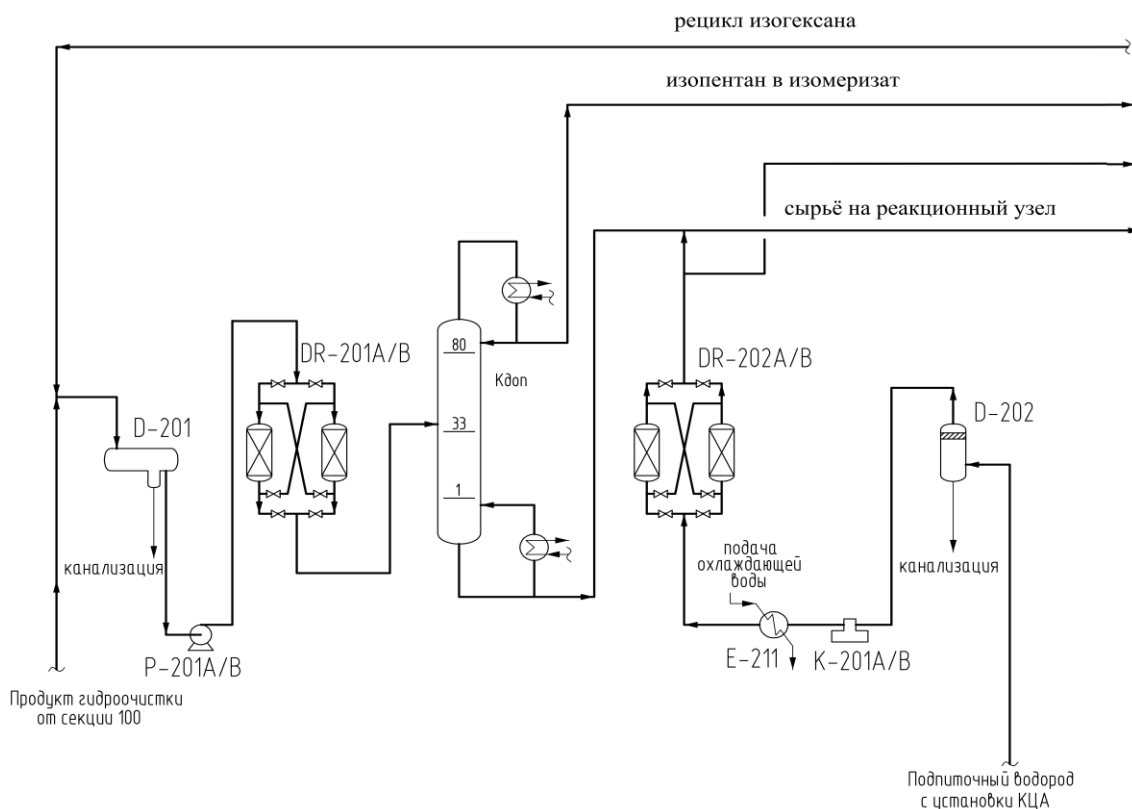 рецикл изогексана
изопентан в изомеризат
сырьё на реакционный узел
DR-201A/B
80
Кдоп
DR-202A/B
D-201
33
D-202
1
канализация
подача
охлаждающей
воды
канализация
P-201A/B
E-211
K-201A/B
Продукт гидроочистки
от секции 100
Подпиточный водород
с установки КЦА